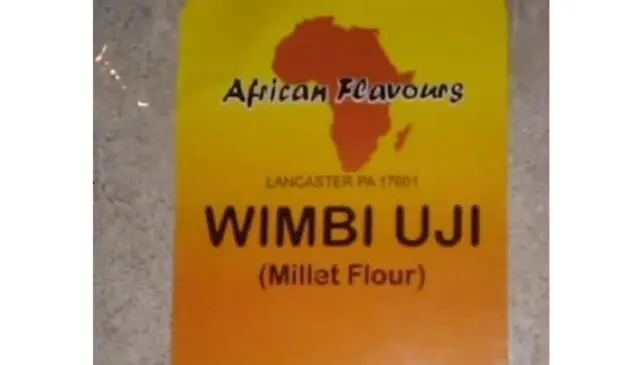 African Flavours
LANCASTER PA 17601
WIMBI UJI
(Millet Flour)